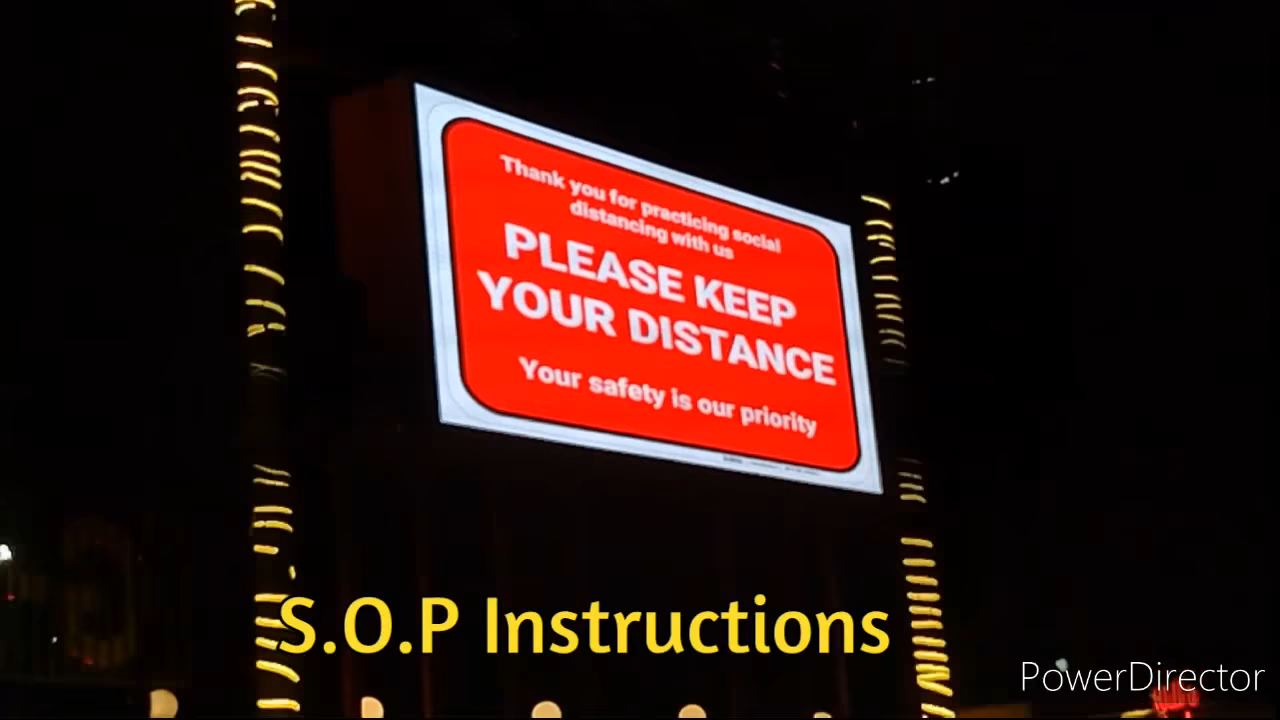 Thank you for practicing social
distancing with us
PLEASE KEEP
YOUR DISTANCE
Your safety is our priority
S.O.P Instructions
PowerDirector